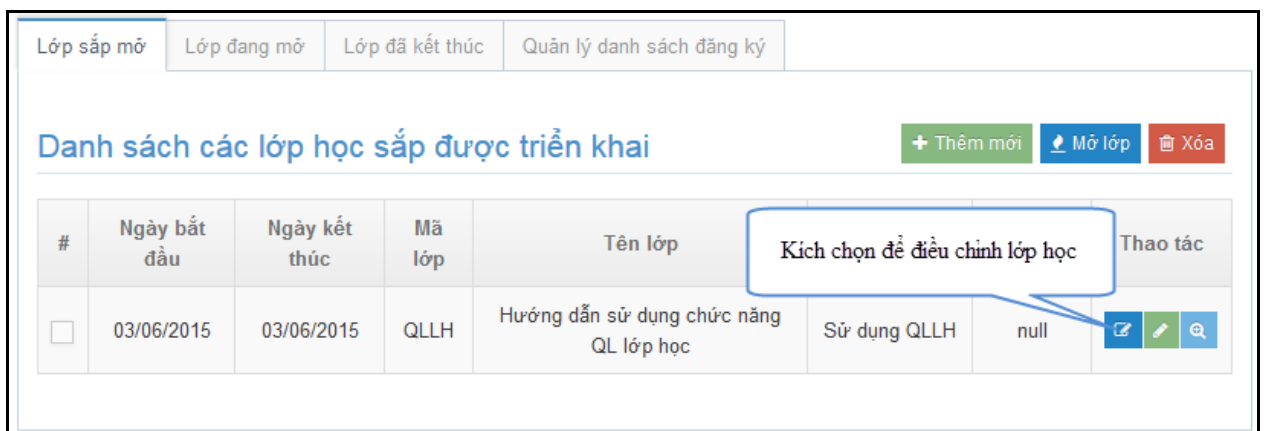 Lớp sắp mở Lớp đang mở Lớp đã kết thúc Quản lý danh sách đăng ký
Danh sách các lớp học sắp được triển khai Thêm mới Mở lớp Xóa
# Ngày bắt đầu Ngày kết thúc Mã lớp Tên lớp Kích chọn để điều chỉnh lớp học Thao tác
03/06/2015 03/06/2015 QLLH Hướng dẫn sử dụng chức năng
QL lớp học Sử dụng QLLH null